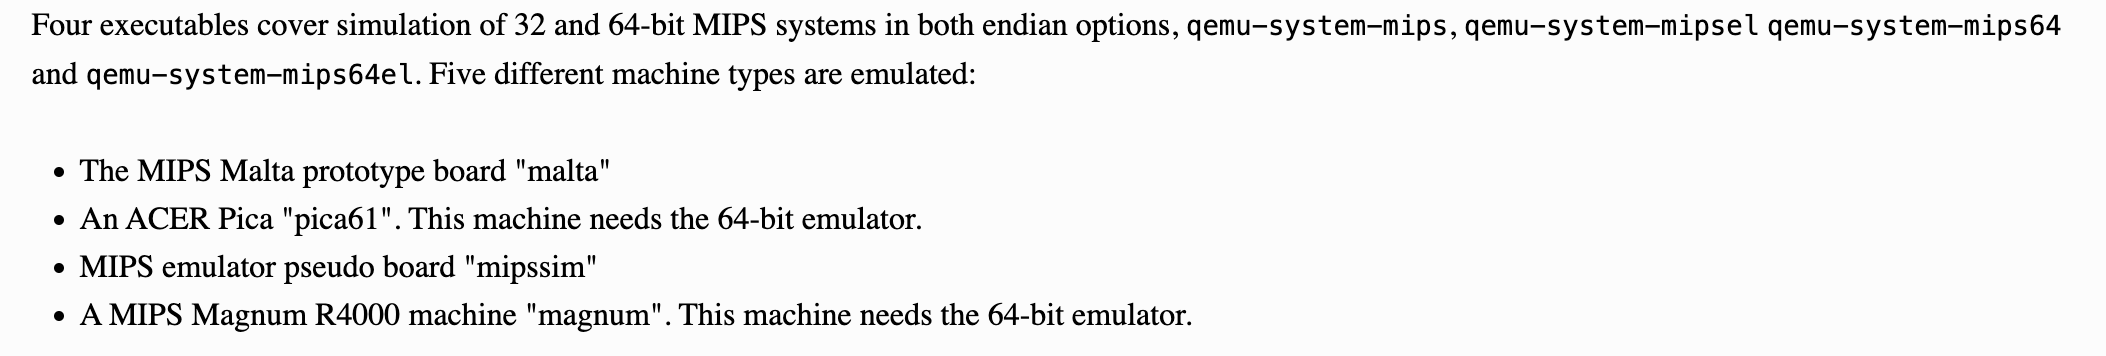 Four executables cover simulation of 32 and 64-bit MIPS systems in both endian options, qemu-system-mips, qemu-system-mipsel qemu-system-mips64
and qemu-system-mips64el. Five different machine types are emulated:
• The MIPS Malta prototype board "malta"
• An ACER Pica "pica61". This machine needs the 64-bit emulator.
• MIPS emulator pseudo board "mipssim"
• A MIPS Magnum R4000 machine "magnum". This machine needs the 64-bit emulator.